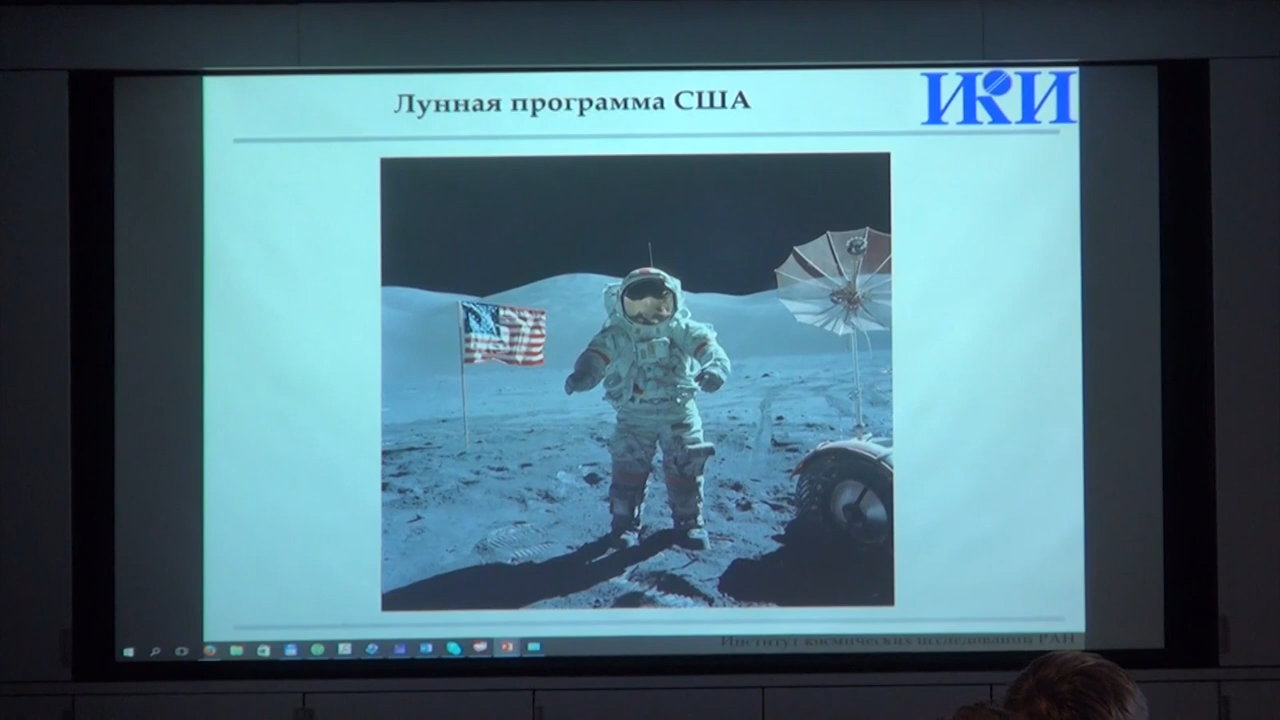 Лунная программа США
ИКИ
Институт космических исследований РАН